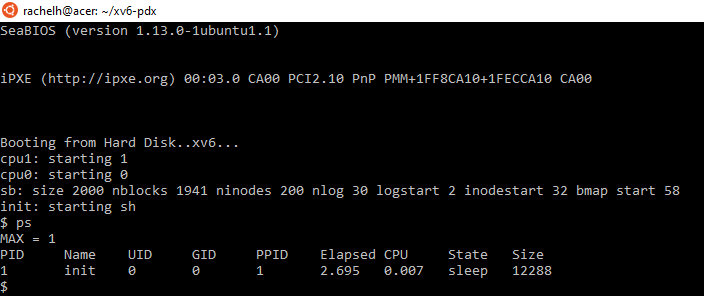 rachelh@acer: ~/xv6-pdx
SeaBIOS (version 1.13.0-1ubuntu1.1)
iPXE (http://ipxe.org) 00:03.0 CA00 PCI2.10 PnP PMM+1FF8CA10+1FECCA10 CA00
Booting from Hard Disk..xv6...
cpu1: starting 1
cpu0: starting 0
sb: size 2000 nblocks 1941 ninodes 200 nlog 30 logstart 2 inodestart 32 bmap start 58
init: starting sh
$ ps
MAX = 1
PID Name UID GID PPID Elapsed CPU State Size
1 init 0 0 1 2.695 0.007 sleep 12288
$